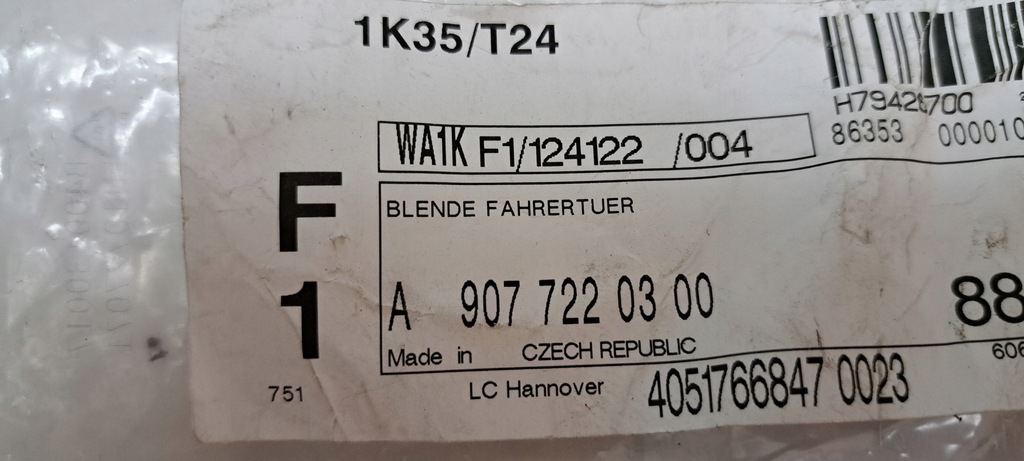 1K35/T24
H79426700
86353 000010
WA1K F1/124122 /004
F
1
BLENDE FAHRERTUER
A 907 722 03 00
88
Made in CZECH REPUBLIC
606
751
LC Hannover
4051766847 0023